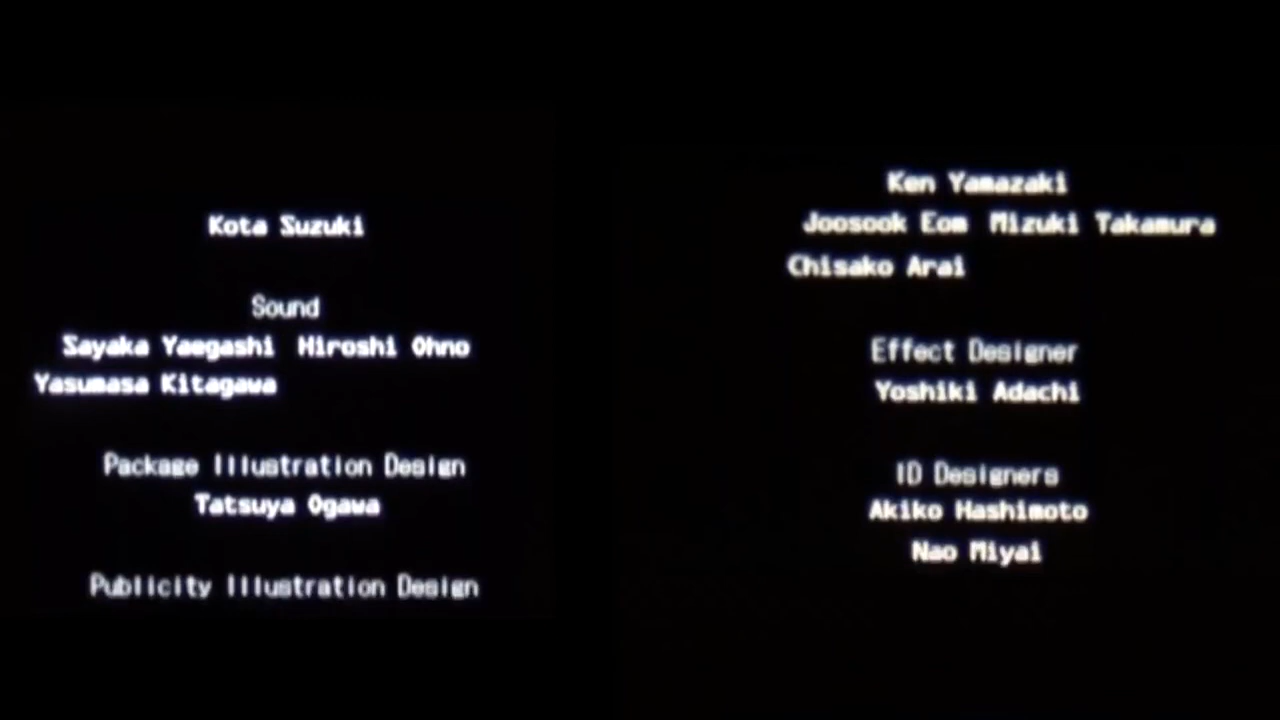 Kota Suzuki
Sound
Sayaka Yaegashi Hiroshi Ohno
Yasumasa Kitagawa
Package Illustration Design
Tatsuya Ogawa
Publicity Illustration Design
Ken Yamazaki
Joosook Eom Mizuki Takamura
Chisako Arai
Effect Designer
Yoshiki Adachi
ID Designers
Akiko Hashimoto
Nao Miyai